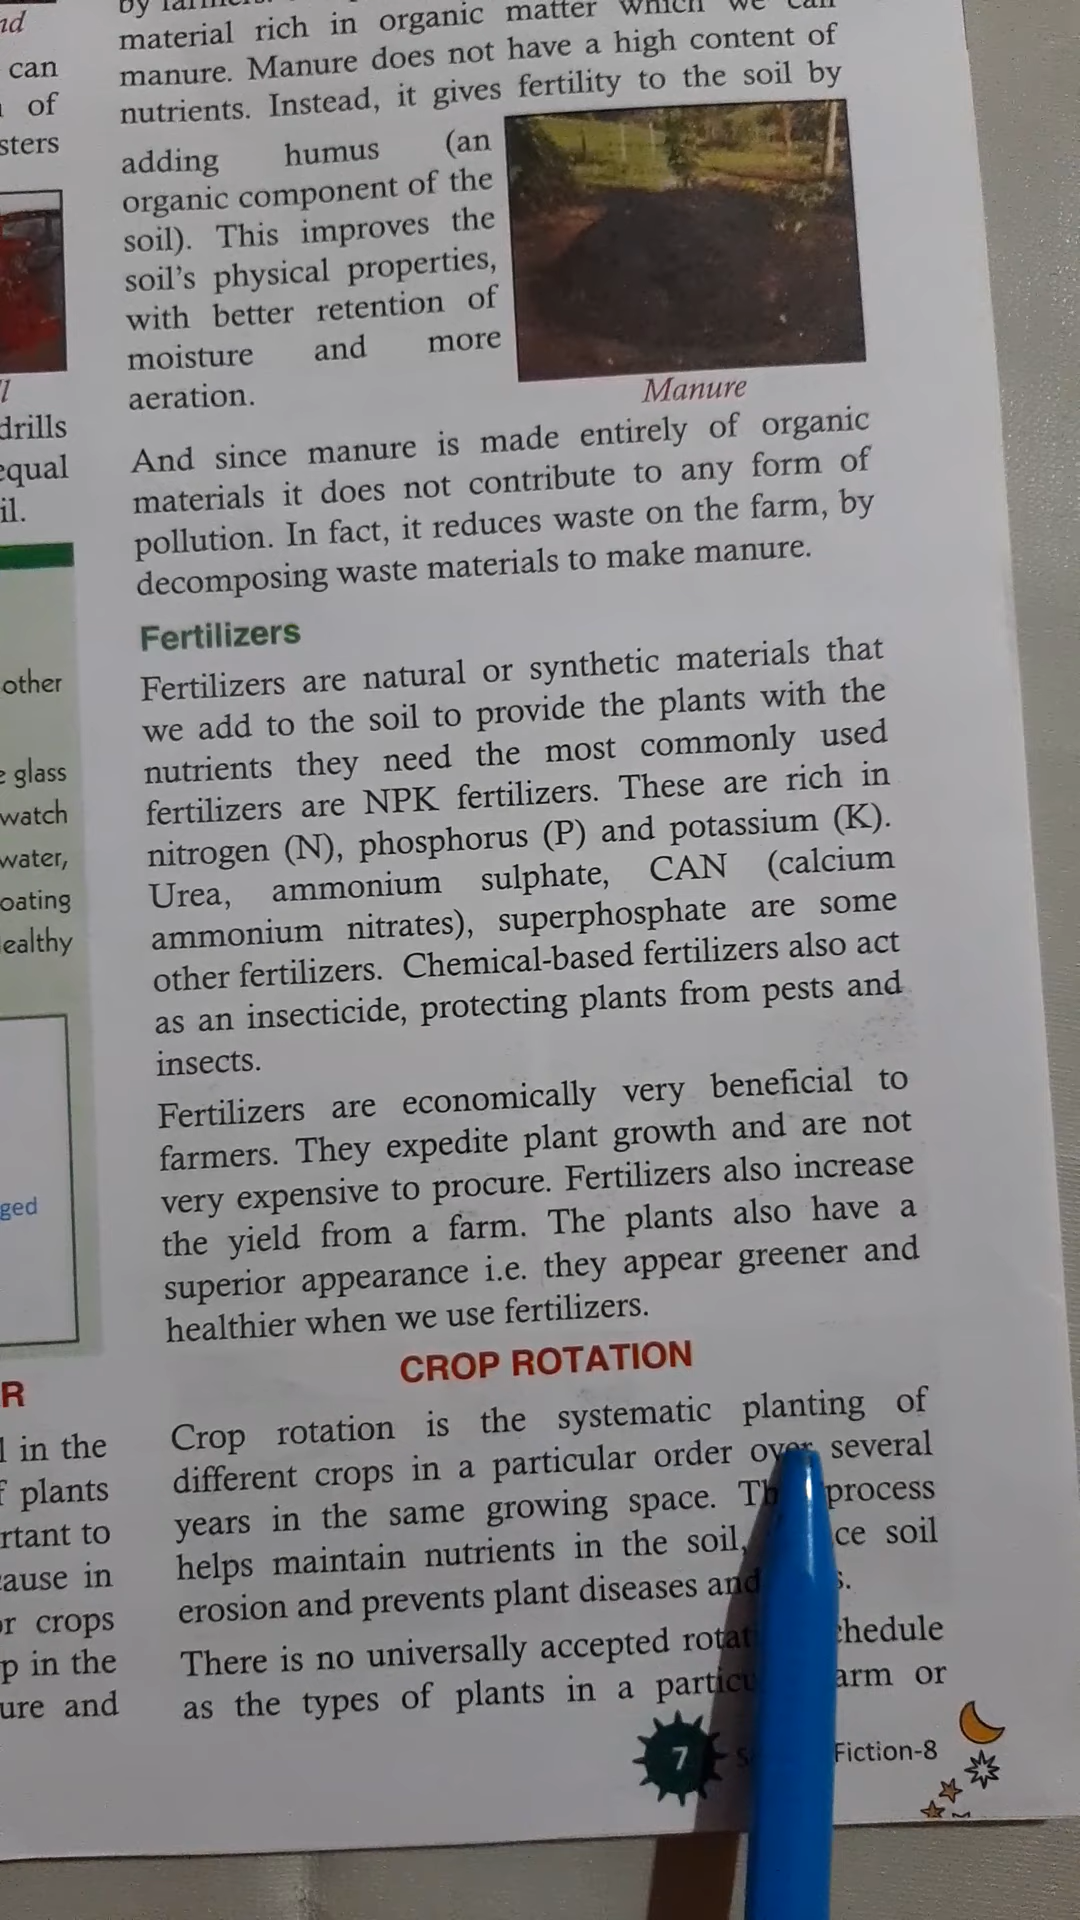 nd
can
of
sters
l
drills
equal
il.
other
glass
watch
water,
oating
ealthy
ged
R
in the
plants
rtant to
cause in
or crops
p in the
ure and
material rich in organic matter which we can
manure. Manure does not have a high content of
nutrients. Instead, it gives fertility to the soil by
adding humus (an
organic component of the
soil). This improves the
soil's physical properties,
with better retention of
moisture and more
aeration.
Manure
And since manure is made entirely of organic
materials it does not contribute to any form of
pollution. In fact, it reduces waste on the farm, by
decomposing waste materials to make manure.
Fertilizers
Fertilizers are natural or synthetic materials that
we add to the soil to provide the plants with the
nutrients they need the most commonly used
fertilizers are NPK fertilizers. These are rich in
nitrogen (N), phosphorus (P) and potassium (K).
Urea, ammonium sulphate, CAN (calcium
ammonium nitrates), superphosphate are some
other fertilizers. Chemical-based fertilizers also act
as an insecticide, protecting plants from pests and
insects.
Fertilizers are economically very beneficial to
farmers. They expedite plant growth and are not
very expensive to procure. Fertilizers also increase
the yield from a farm. The plants also have a
superior appearance i.e. they appear greener and
healthier when we use fertilizers.
CROP ROTATION
Crop rotation is the systematic planting of
different crops in a particular order over several
years in the same growing space. process
helps maintain nutrients in the soil, soil
erosion and prevents plant diseases and
There is no universally accepted
as the types of plants in a or
7 Fiction-8